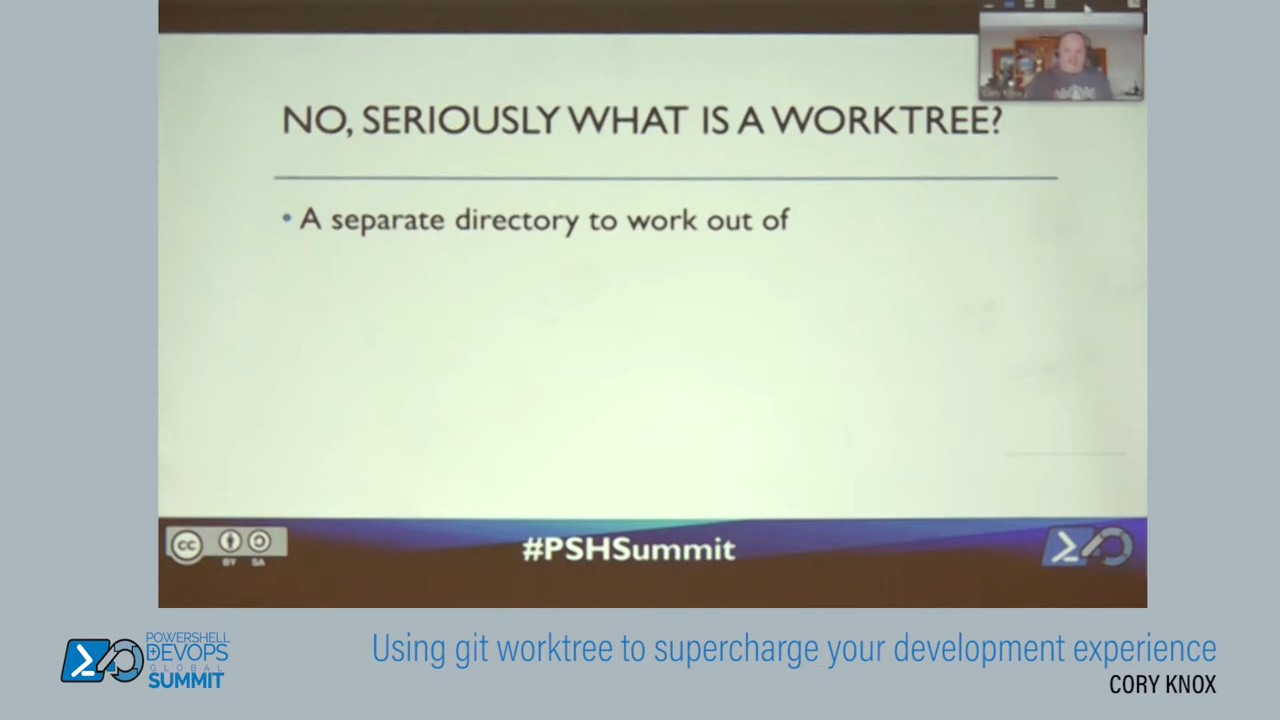 NO, SERIOUSLY WHAT IS A WORKTREE?
• A separate directory to work out of
cc
BY SA
#PSHSummit
POWERSHELL
DEVOPS
GLOBAL
SUMMIT
Using git worktree to supercharge your development experience
CORY KNOX